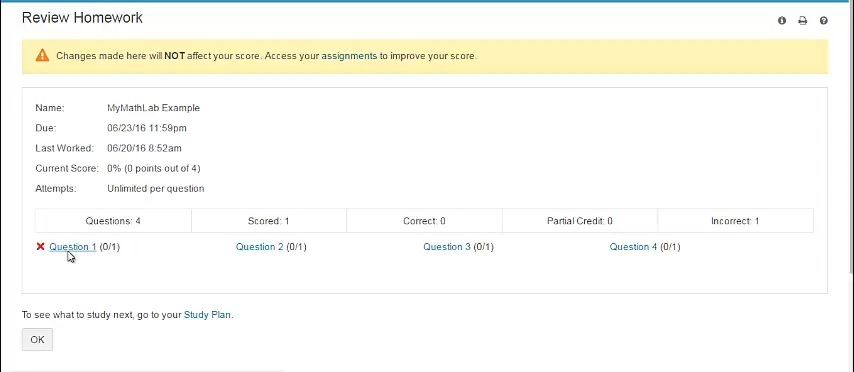 Review Homework
Changes made here will NOT affect your score. Access your assignments to improve your score.
Name: MyMathLab Example
Due: 06/23/16 11:59pm
Last Worked: 06/20/16 8:52am
Current Score: 0% (0 points out of 4)
Attempts: Unlimited per question
Questions: 4 Scored: 1 Correct: 0 Partial Credit: 0 Incorrect: 1
Question 1 (0/1) Question 2 (0/1) Question 3 (0/1) Question 4 (0/1)
To see what to study next, go to your Study Plan.
OK